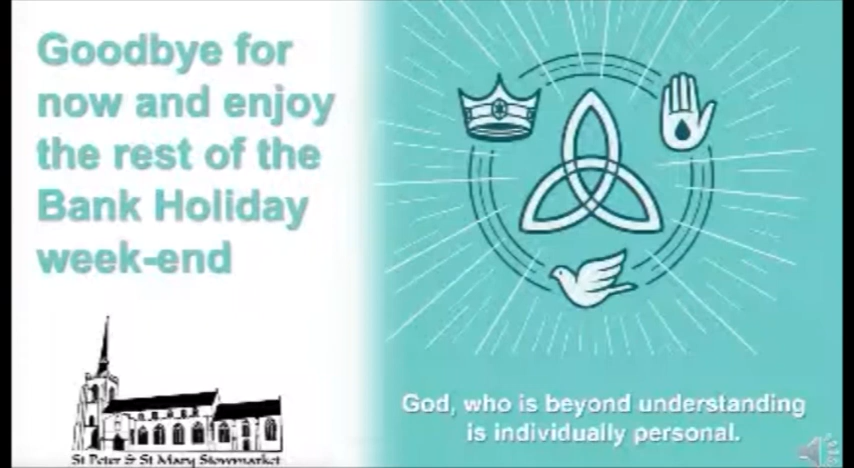 Goodbye for
now and enjoy
the rest of the
Bank Holiday
week-end
St Peter & St Mary Stowmarket
God, who is beyond understanding
is individually personal.